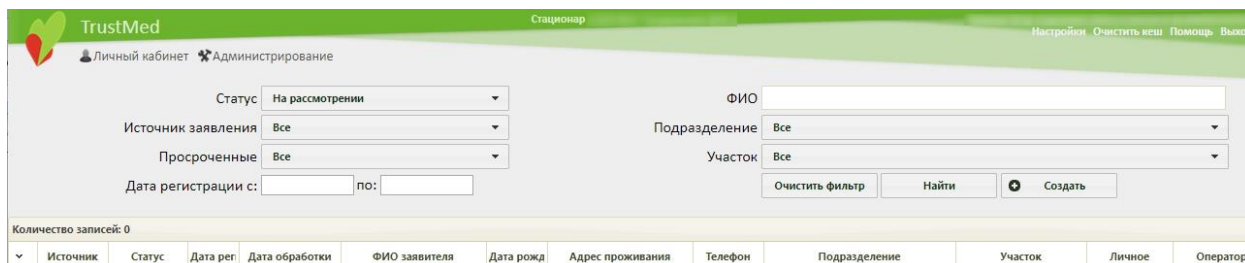 TrustMed
Стационар
Настройки Очистить кеш Помощь
Личный кабинет Администрирование
Статус На рассмотрении ФИО
Источник заявления Все Подразделение Все
Просроченные Все Участок Все
Дата регистрации с: по: Очистить фильтр Найти Создать
Количество записей: 0
Источник Статус Дата рег Дата обработки ФИО заявителя Дата рожд Адрес проживания Телефон Подразделение Участок Личное Оператор